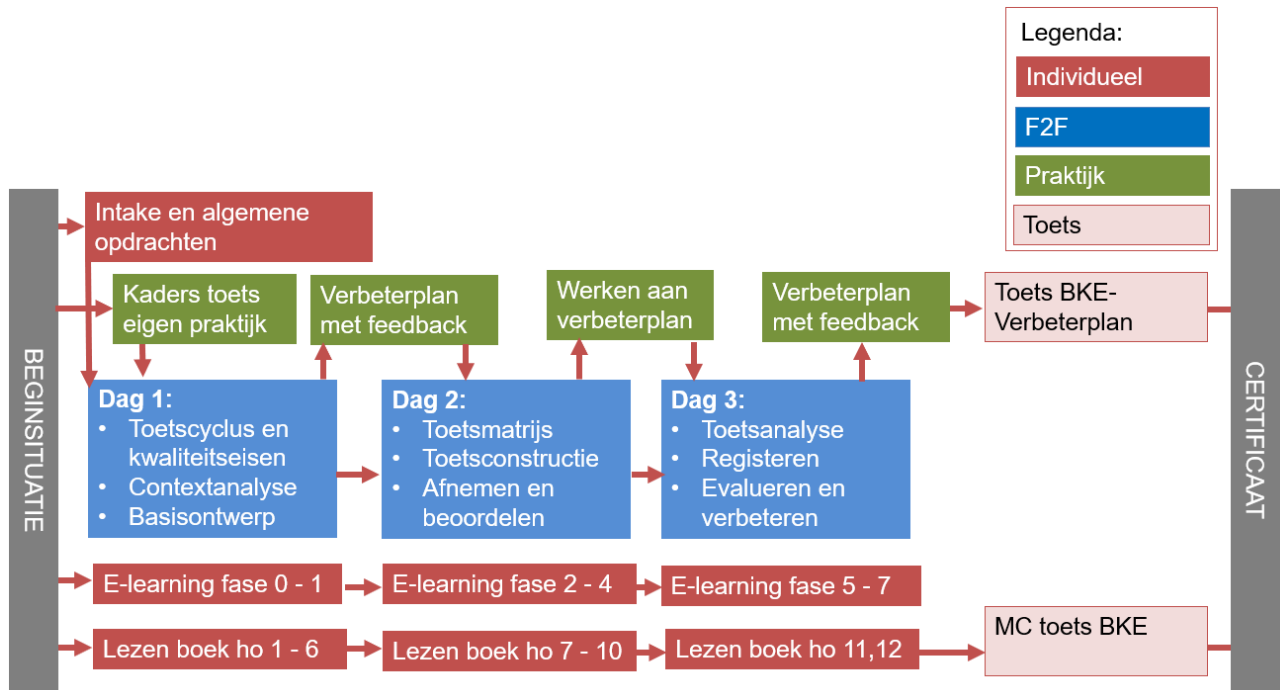 Legenda:
Individueel
F2F
Praktijk
Toets
BEGINSITUATIE
Intake en algemene
opdrachten
Kaders toets
eigen praktijk
Verbeterplan
met feedback
Werken aan
verbeterplan
Verbeterplan
met feedback
Toets BKE-
Verbeterplan
Dag 1:
• Toetscyclus en
kwaliteitseisen
• Contextanalyse
• Basisontwerp
Dag 2:
• Toetsmatrijs
• Toetsconstructie
• Afnemen en
beoordelen
Dag 3:
• Toetsanalyse
• Registeren
• Evalueren en
verbeteren
E-learning fase 0 - 1
E-learning fase 2 - 4
E-learning fase 5 - 7
Lezen boek ho 1 - 6
Lezen boek ho 7 - 10
Lezen boek ho 11,12
MC toets BKE
CERTIFICAAT